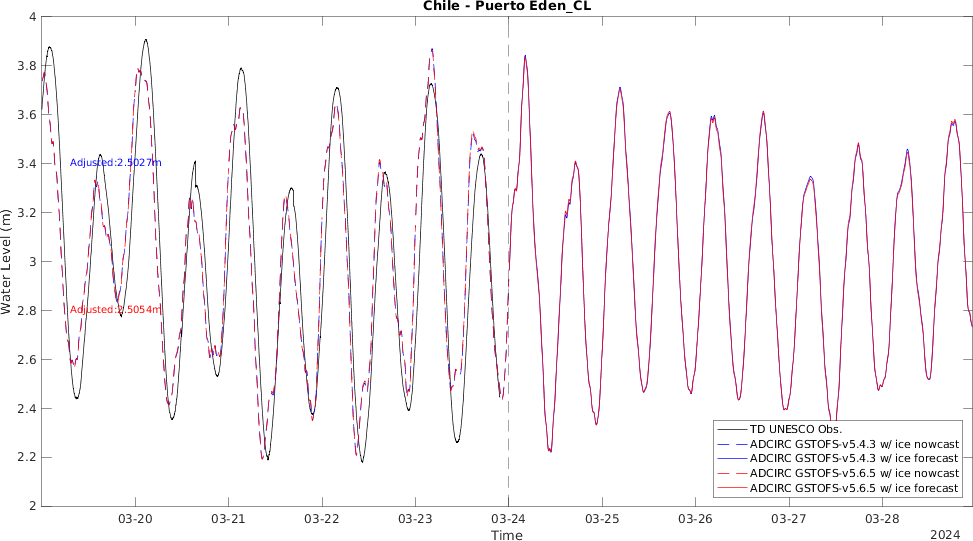 Chile - Puerto Eden_CL
4
3.8
3.6
3.4
3.2
3
2.8
2.6
2.4
2.2
2
Water Level (m)
Adjusted:2.5027m
Adjusted:2.5054m
TD UNESCO Obs.
ADCIRC GSTOFS-v5.4.3 w/ ice nowcast
ADCIRC GSTOFS-v5.4.3 w/ ice forecast
ADCIRC GSTOFS-v5.6.5 w/ ice nowcast
ADCIRC GSTOFS-v5.6.5 w/ ice forecast
03-20 03-21 03-22 03-23 03-24 03-25 03-26 03-27 03-28
Time
2024